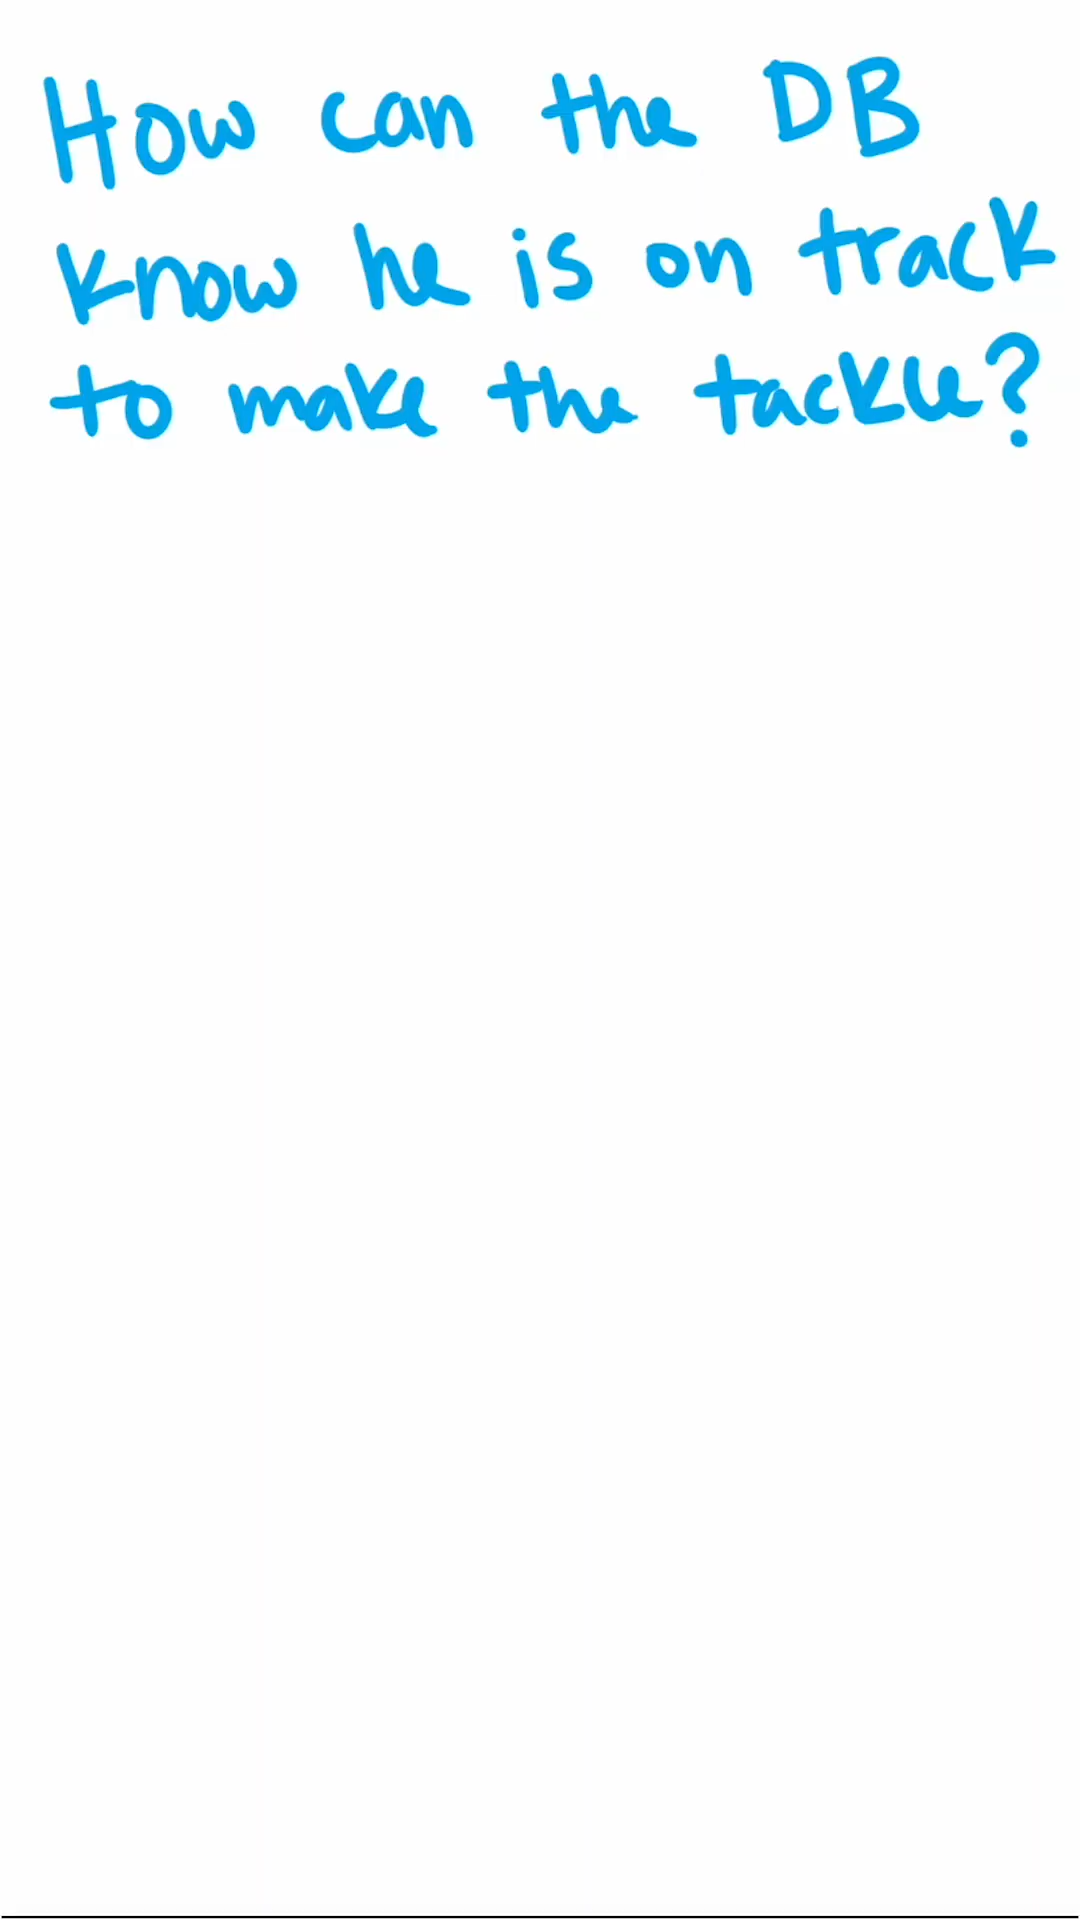 How can the DB
know he is on track
to make the tackle?